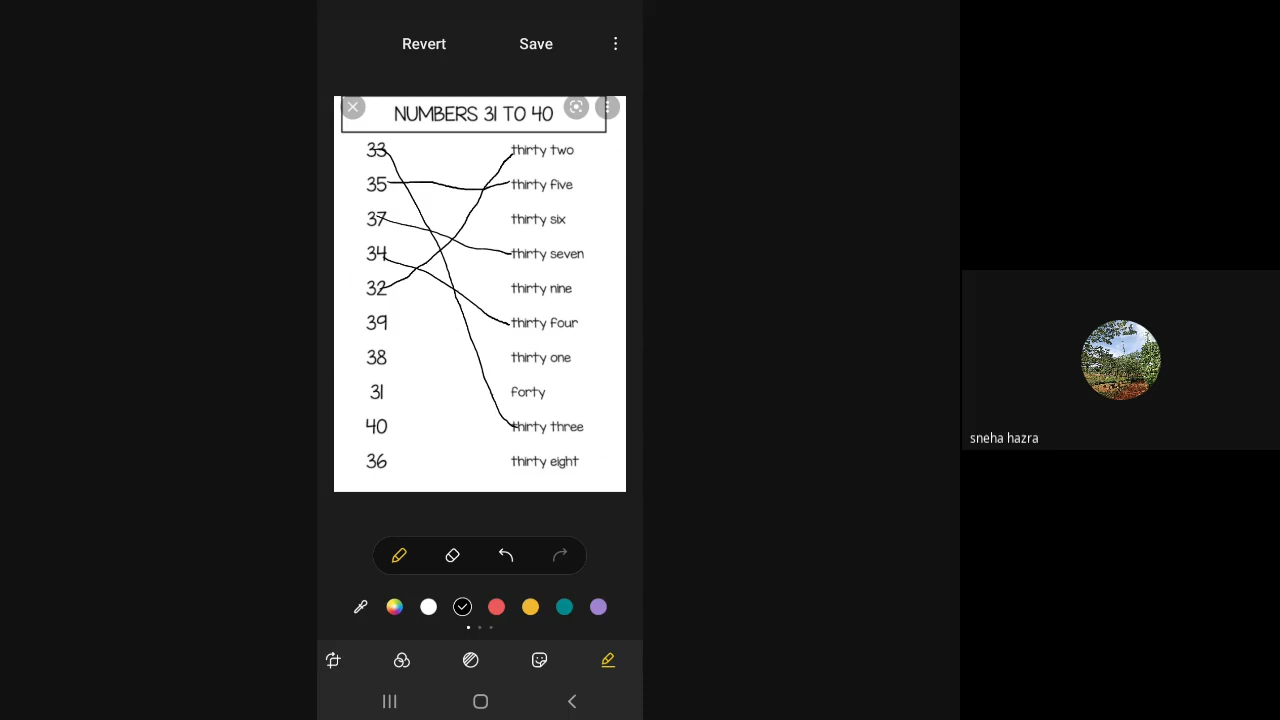 Revert Save
NUMBERS 31 TO 40
33 thirty two
35 thirty five
37 thirty six
34 thirty seven
32 thirty nine
39 thirty four
38 thirty one
31 forty
40 thirty three
36 thirty eight
sneha hazra